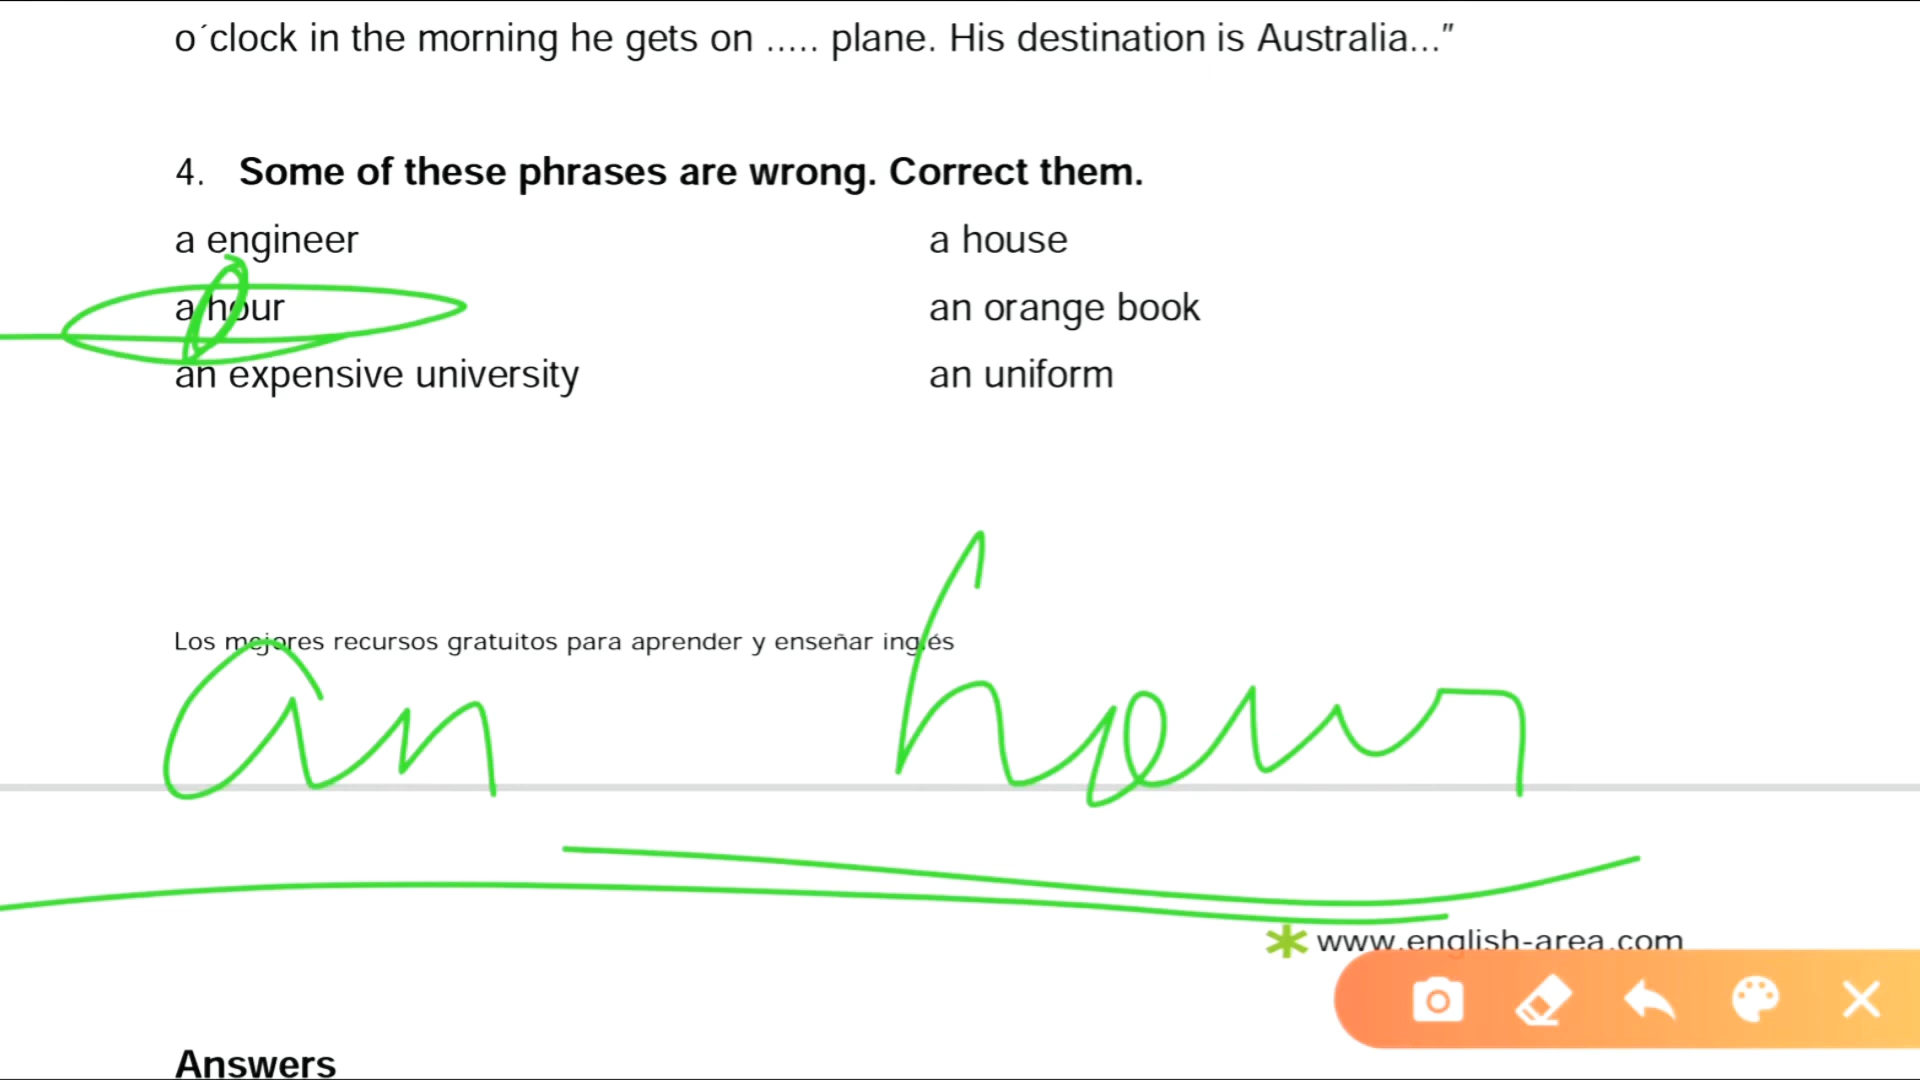 o´clock in the morning he gets on ..... plane. His destination is Australia...”
4. Some of these phrases are wrong. Correct them.
a engineer a house
a hour an orange book
an expensive university an uniform
Los mejores recursos gratuitos para aprender y enseñar inglés
an hour
www.english-area.com
Answers